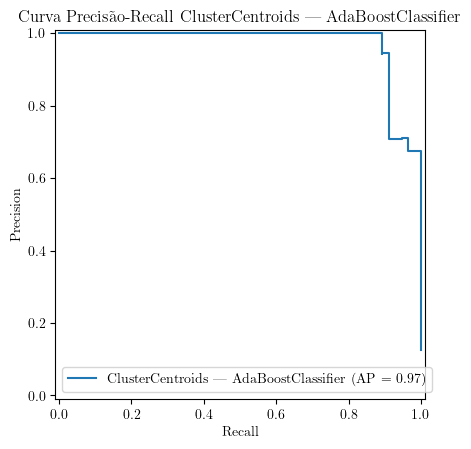 Curva Precisão-Recall ClusterCentroids — AdaBoostClassifier
1.0
0.8
0.6
0.4
0.2
0.0
Precision
ClusterCentroids — AdaBoostClassifier (AP = 0.97)
0.0 0.2 0.4 0.6 0.8 1.0
Recall